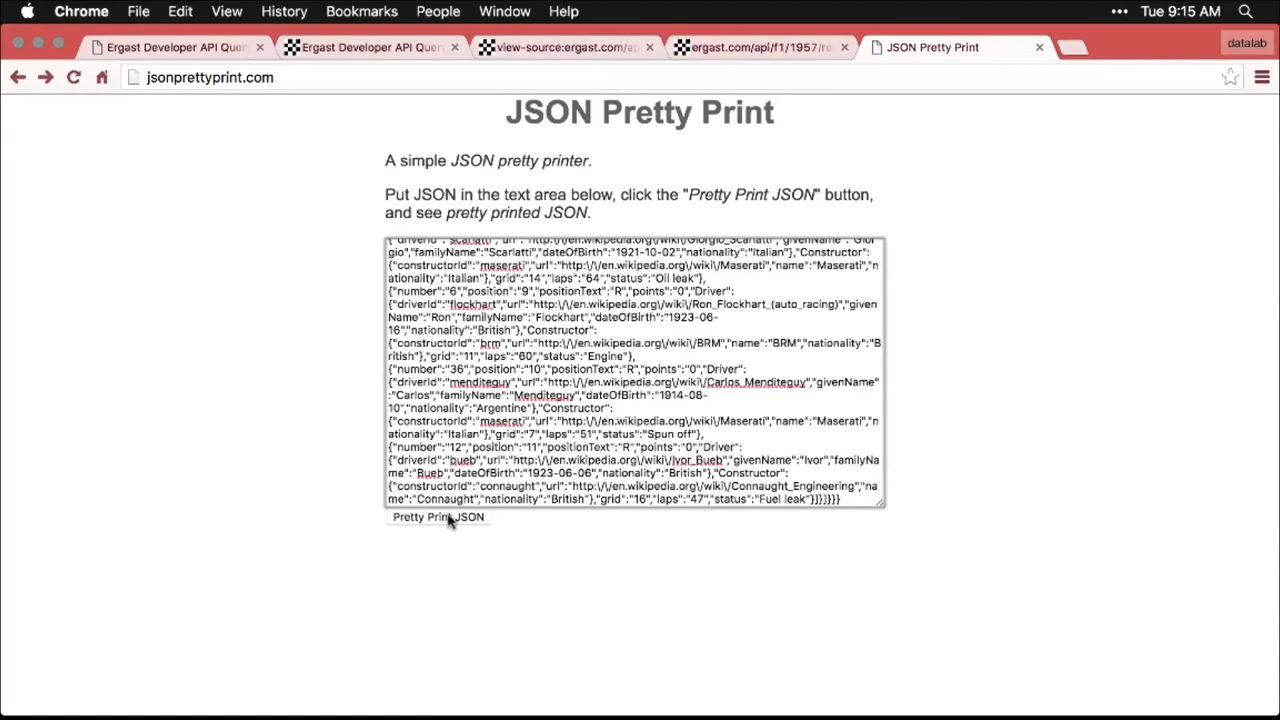 Chrome File Edit View History Bookmarks People Window Help ••• Tue 9:15 AM
Ergast Developer API Quer
Ergast Developer API Quer
view-source:ergast.com/ap
ergast.com/api/f1/1957/re
JSON Pretty Print
datalab
jsonprettyprint.com
JSON Pretty Print
A simple JSON pretty printer.
Put JSON in the text area below, click the "Pretty Print JSON" button,
and see pretty printed JSON.
{"driverId":"scarlatti","url":"http:\/\/en.wikipedia.org\/wiki\/Giorgio_Scarlatti","givenName":"Gior
gio","familyName":"Scarlatti","dateOfBirth":"1921-10-02","nationality":"Italian"},"Constructor":
{"constructorId":"maserati","url":"http:\/\/en.wikipedia.org\/wiki\/Maserati","name":"Maserati","n
ationality":"Italian"},"grid":"14","laps":"64","status":"Oil leak"},
{"number":"6","position":"9","positionText":"R","points":"0","Driver":
{"driverId":"flockhart","url":"http:\/\/en.wikipedia.org\/wiki\/Ron_Flockhart_(auto_racing)","given
Name":"Ron","familyName":"Flockhart","dateOfBirth":"1923-06-
16","nationality":"British"},"Constructor":
{"constructorId":"brm","url":"http:\/\/en.wikipedia.org\/wiki\/BRM","name":"BRM","nationality":"B
ritish"},"grid":"11","laps":"60","status":"Engine"},
{"number":"36","position":"10","positionText":"R","points":"0","Driver":
{"driverId":"menditeguy","url":"http:\/\/en.wikipedia.org\/wiki\/Carlos_Menditeguy","givenName"
:"Carlos","familyName":"Menditeguy","dateOfBirth":"1914-08-
10","nationality":"Argentine"},"Constructor":
{"constructorId":"maserati","url":"http:\/\/en.wikipedia.org\/wiki\/Maserati","name":"Maserati","n
ationality":"Italian"},"grid":"7","laps":"51","status":"Spun off"},
{"number":"12","position":"11","positionText":"R","points":"0","Driver":
{"driverId":"bueb","url":"http:\/\/en.wikipedia.org\/wiki\/Ivor_Bueb","givenName":"Ivor","familyNa
me":"Bueb","dateOfBirth":"1923-06-06","nationality":"British"},"Constructor":
{"constructorId":"connaught","url":"http:\/\/en.wikipedia.org\/wiki\/Connaught_Engineering","na
me":"Connaught","nationality":"British"},"grid":"16","laps":"47","status":"Fuel leak"}]}]}}}
Pretty Print JSON